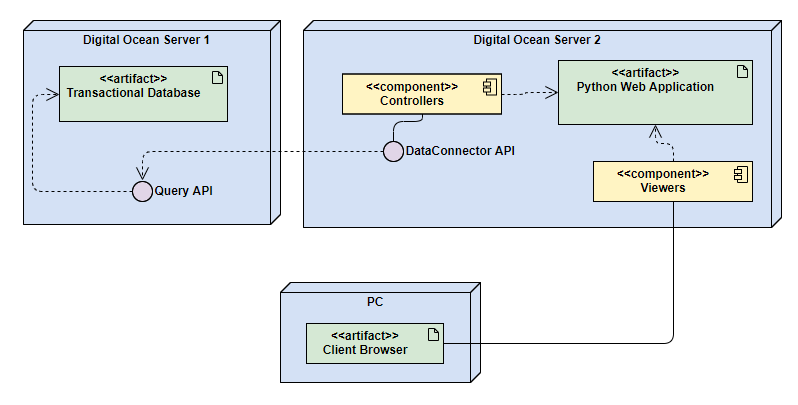 Digital Ocean Server 1
<<artifact>>
Transactional Database
Query API
Digital Ocean Server 2
<<component>>
Controllers
<<artifact>>
Python Web Application
DataConnector API
<<component>>
Viewers
PC
<<artifact>>
Client Browser